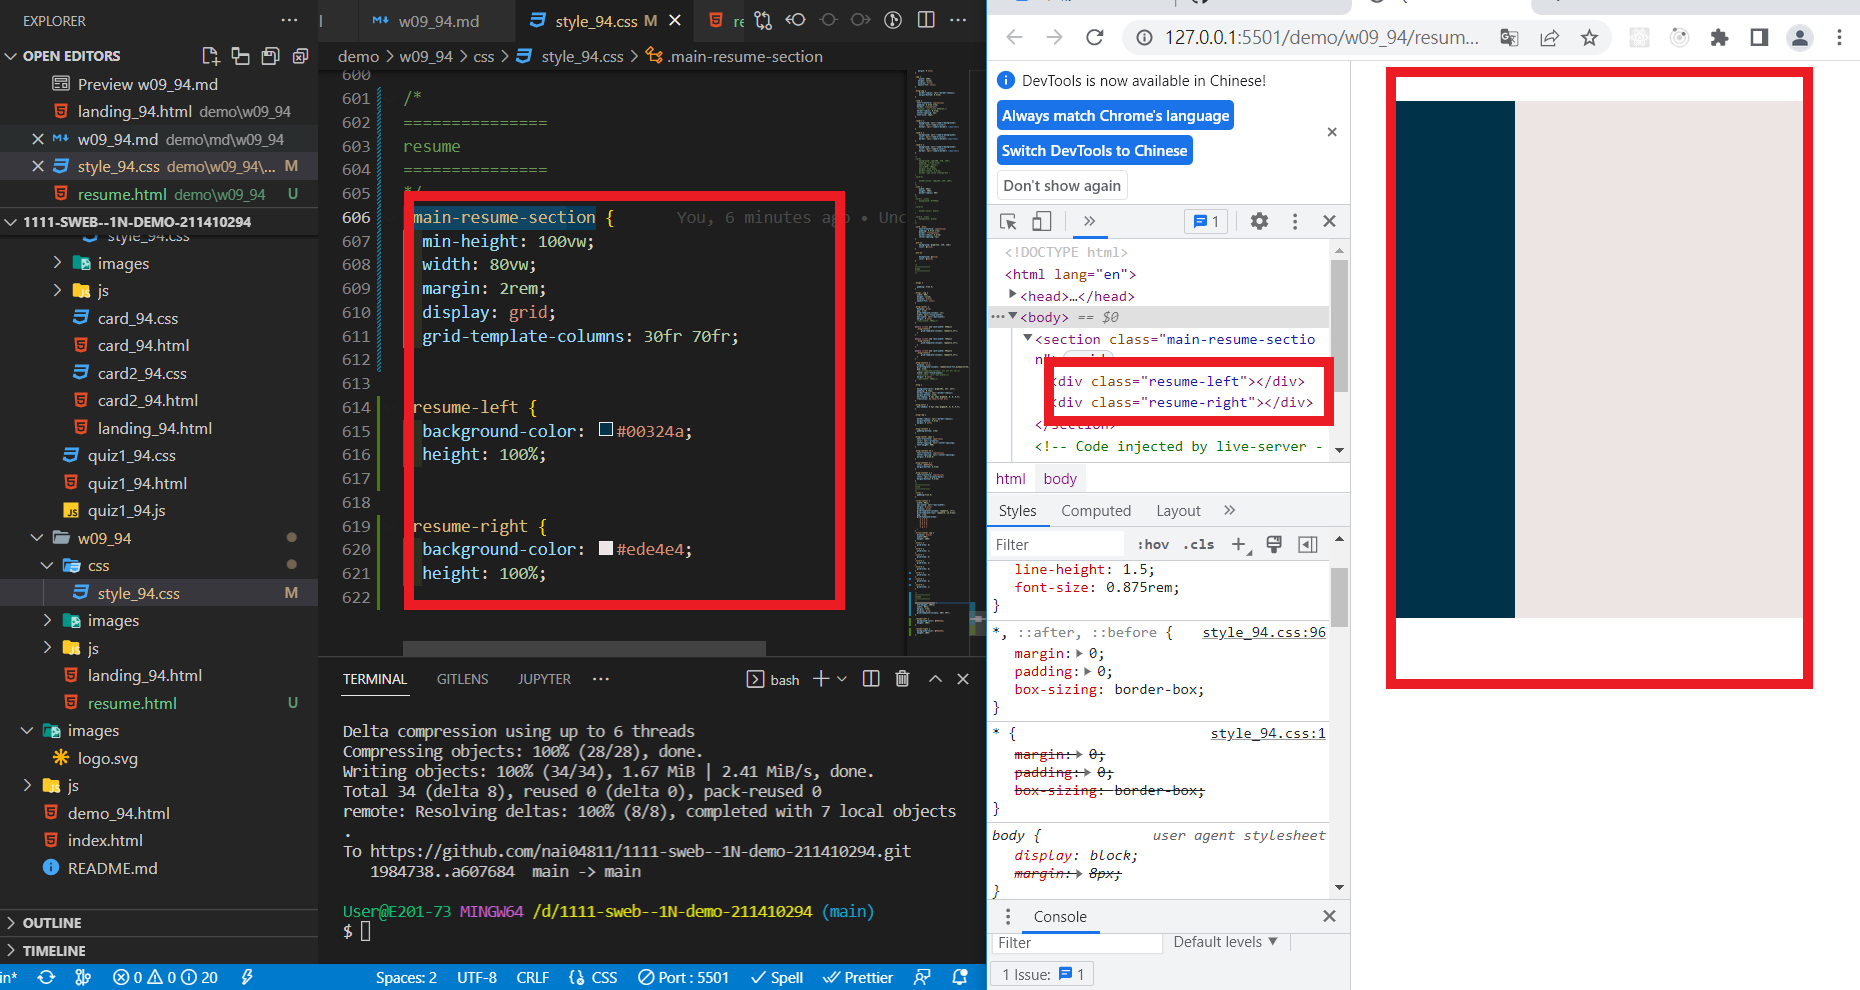 EXPLORER
OPEN EDITORS
Preview w09_94.md
landing_94.html demo\w09_94
w09_94.md demo\md\w09_94
style_94.css demo\w09_94\... M
resume.html demo\w09_94 U
1111-SWEB--1N-DEMO-211410294
style_94.css
images
js
card_94.css
card_94.html
card2_94.css
card2_94.html
landing_94.html
quiz1_94.css
quiz1_94.html
quiz1_94.js
w09_94
css
style_94.css M
images
js
landing_94.html
resume.html U
images
logo.svg
js
demo_94.html
index.html
README.md
OUTLINE
TIMELINE
w09_94.md
style_94.css M
re
demo > w09_94 > css > style_94.css > .main-resume-section
600
601 /*
602 ===============
603 resume
604 ===============
605 */
606 main-resume-section { You, 6 minutes ago • Unc
607 min-height: 100vw;
608 width: 80vw;
609 margin: 2rem;
610 display: grid;
611 grid-template-columns: 30fr 70fr;
612
613
614 resume-left {
615 background-color: #00324a;
616 height: 100%;
617
618
619 resume-right {
620 background-color: #ede4e4;
621 height: 100%;
622
TERMINAL GITLENS JUPYTER ··· bash
Delta compression using up to 6 threads
Compressing objects: 100% (28/28), done.
Writing objects: 100% (34/34), 1.67 MiB | 2.41 MiB/s, done.
Total 34 (delta 8), reused 0 (delta 0), pack-reused 0
remote: Resolving deltas: 100% (8/8), completed with 7 local objects
.
To https://github.com/nai04811/1111-sweb--1N-demo-211410294.git
1984738..a607684 main -> main
User@E201-73 MINGW64 /d/1111-sweb--1N-demo-211410294 (main)
$
in* 0 0 20 Spaces: 2 UTF-8 CRLF CSS Port : 5501 Spell Prettier
127.0.0.1:5501/demo/w09_94/resum...
DevTools is now available in Chinese!
Always match Chrome's language
Switch DevTools to Chinese
Don't show again
1
<!DOCTYPE html>
<html lang="en">
<head>…</head>
<body> == $0
<section class="main-resume-sectio
n">
<div class="resume-left"></div>
<div class="resume-right"></div>
</section>
<!-- Code injected by live-server -
html body
Styles Computed Layout
Filter :hov .cls
line-height: 1.5;
font-size: 0.875rem;
}
*, ::after, ::before { style_94.css:96
margin: 0;
padding: 0;
box-sizing: border-box;
}
* { style_94.css:1
margin: 0;
padding: 0;
box-sizing: border-box;
}
body { user agent stylesheet
display: block;
margin: 8px;
}
Console
Filter Default levels
1 Issue: 1